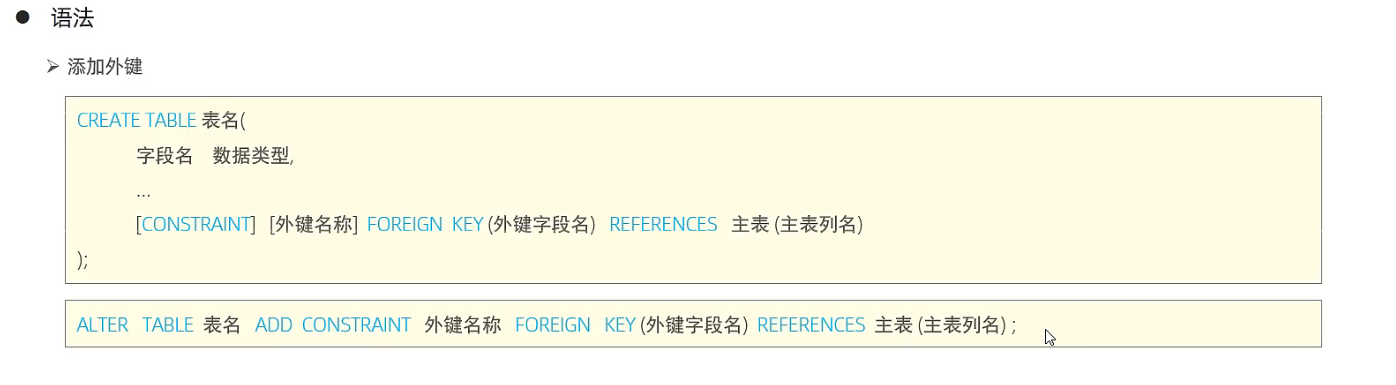 ● 语法
➢ 添加外键
CREATE TABLE 表名(
字段名 数据类型,
...
[CONSTRAINT] [外键名称] FOREIGN KEY (外键字段名) REFERENCES 主表 (主表列名)
);
ALTER TABLE 表名 ADD CONSTRAINT 外键名称 FOREIGN KEY (外键字段名) REFERENCES 主表 (主表列名) ;